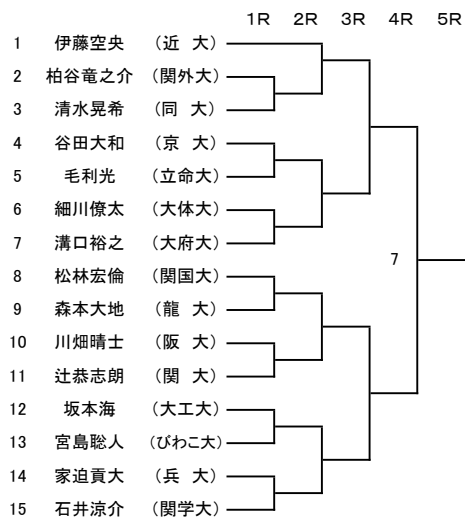 1R 2R 3R 4R 5R
1 伊藤空央 (近 大)
2 柏谷竜之介 (関外大)
3 清水晃希 (同 大)
4 谷田大和 (京 大)
5 毛利光 (立命大)
6 細川僚太 (大体大)
7 溝口裕之 (大府大)
8 松林宏倫 (関国大)
7
9 森本大地 (龍 大)
10 川畑晴士 (阪 大)
11 辻恭志朗 (関 大)
12 坂本海 (大工大)
13 宮島聡人 (びわこ大)
14 家迫貢大 (兵 大)
15 石井涼介 (関学大)